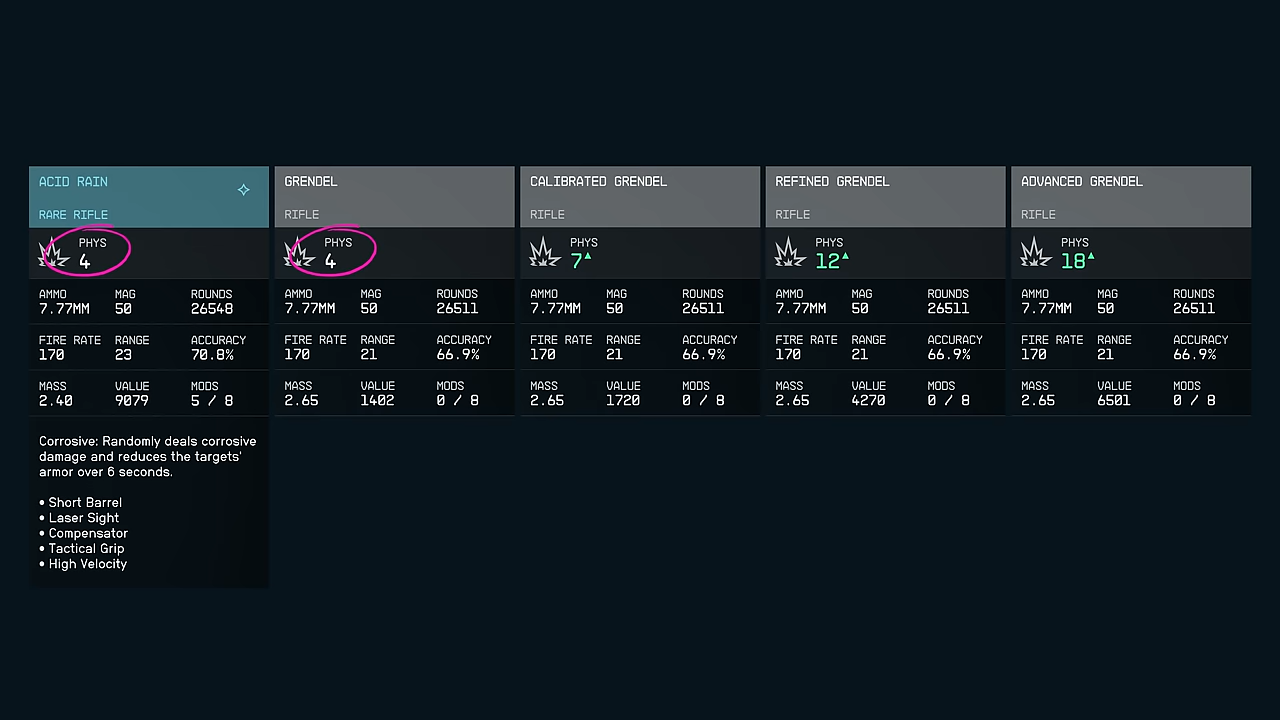 ACID RAIN
RARE RIFLE
PHYS
4
AMMO MAG ROUNDS
7.77MM 50 26548
FIRE RATE RANGE ACCURACY
170 23 70.8%
MASS VALUE MODS
2.40 9079 5 / 8
Corrosive: Randomly deals corrosive
damage and reduces the targets'
armor over 6 seconds.
• Short Barrel
• Laser Sight
• Compensator
• Tactical Grip
• High Velocity
GRENDEL
RIFLE
PHYS
4
AMMO MAG ROUNDS
7.77MM 50 26511
FIRE RATE RANGE ACCURACY
170 21 66.9%
MASS VALUE MODS
2.65 1402 0 / 8
CALIBRATED GRENDEL
RIFLE
PHYS
7
AMMO MAG ROUNDS
7.77MM 50 26511
FIRE RATE RANGE ACCURACY
170 21 66.9%
MASS VALUE MODS
2.65 1720 0 / 8
REFINED GRENDEL
RIFLE
PHYS
12
AMMO MAG ROUNDS
7.77MM 50 26511
FIRE RATE RANGE ACCURACY
170 21 66.9%
MASS VALUE MODS
2.65 4270 0 / 8
ADVANCED GRENDEL
RIFLE
PHYS
18
AMMO MAG ROUNDS
7.77MM 50 26511
FIRE RATE RANGE ACCURACY
170 21 66.9%
MASS VALUE MODS
2.65 6501 0 / 8